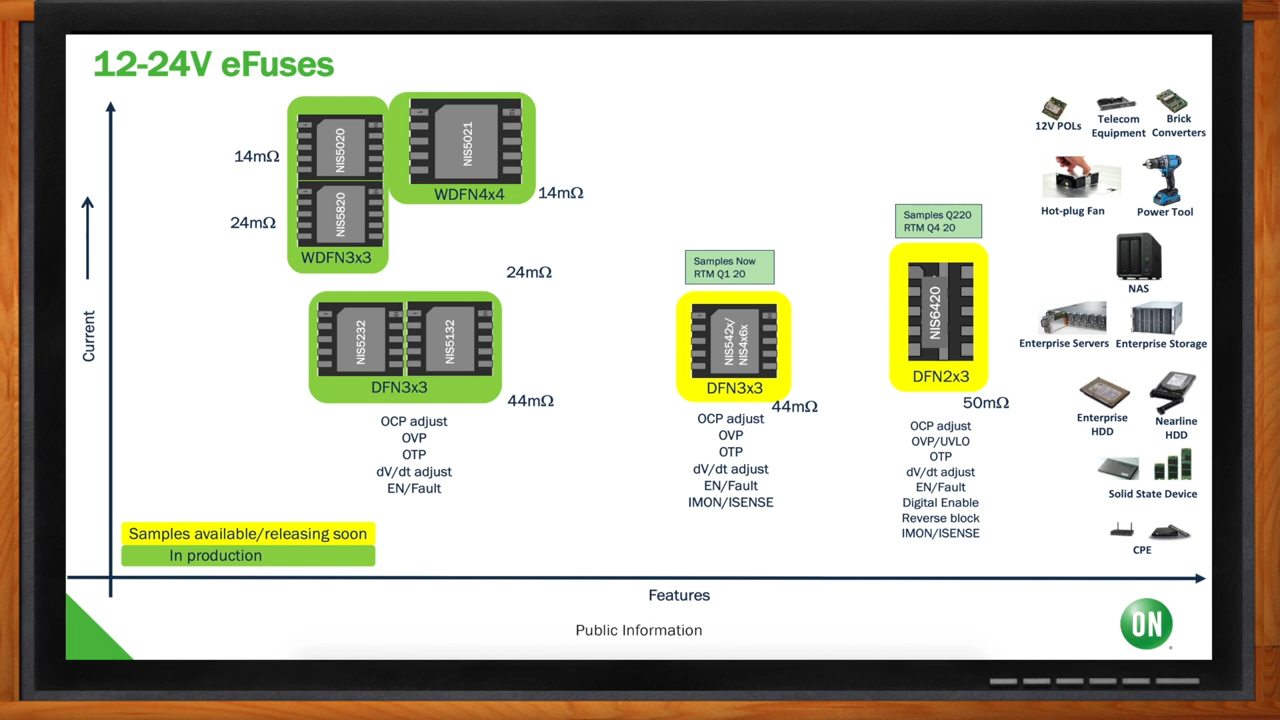 12-24V eFuses
14mΩ
NIS5020
NIS5021
WDFN4x4
14mΩ
24mΩ
NIS5820
WDFN3x3
24mΩ
NIS5232
NIS5132
DFN3x3
44mΩ
OCP adjust
OVP
OTP
dV/dt adjust
EN/Fault
Samples Now
RTM Q1 20
NIS542x/
NIS4x6x
DFN3x3
44mΩ
OCP adjust
OVP
OTP
dV/dt adjust
EN/Fault
IMON/ISENSE
Samples Q220
RTM Q4 20
NIS6420
DFN2x3
50mΩ
OCP adjust
OVP/UVLO
OTP
dV/dt adjust
EN/Fault
Digital Enable
Reverse block
IMON/ISENSE
12V POLs
Telecom
Equipment
Brick
Converters
Hot-plug Fan
Power Tool
NAS
Enterprise Servers
Enterprise Storage
Enterprise
HDD
Nearline
HDD
Solid State Device
CPE
Current
Samples available/releasing soon
In production
Features
Public Information
ON